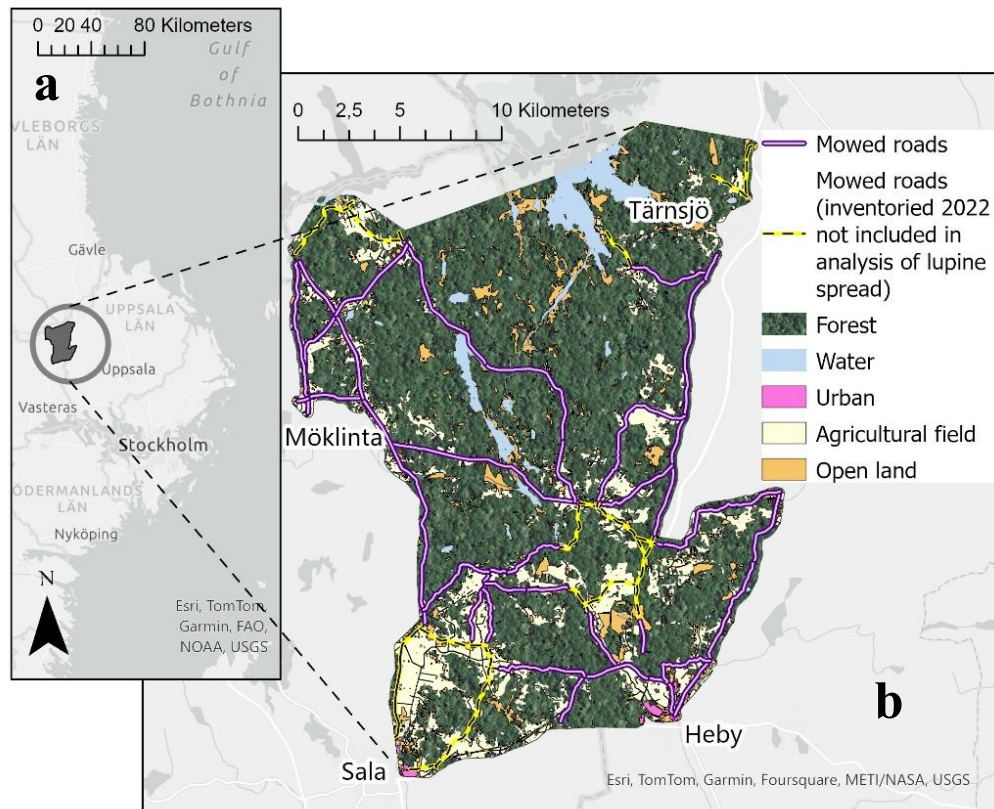 0 20 40 80 Kilometers
a
Gulf
of
Bothnia
VLEBORGS
LÄN
Gävle
UPPSALA
LÄN
Uppsala
Vasteras
Stockholm
ÖDERMANLANDS
LÄN
Nyköping
N
Esri, TomTom,
Garmin, FAO,
NOAA, USGS
0 2,5 5 10 Kilometers
Mowed roads
Mowed roads
(inventoried 2022
not included in
analysis of lupine
spread)
Forest
Water
Urban
Agricultural field
Open land
Tärnsjö
Möklinta
Sala
Heby
b
Esri, TomTom, Garmin, Foursquare, METI/NASA, USGS